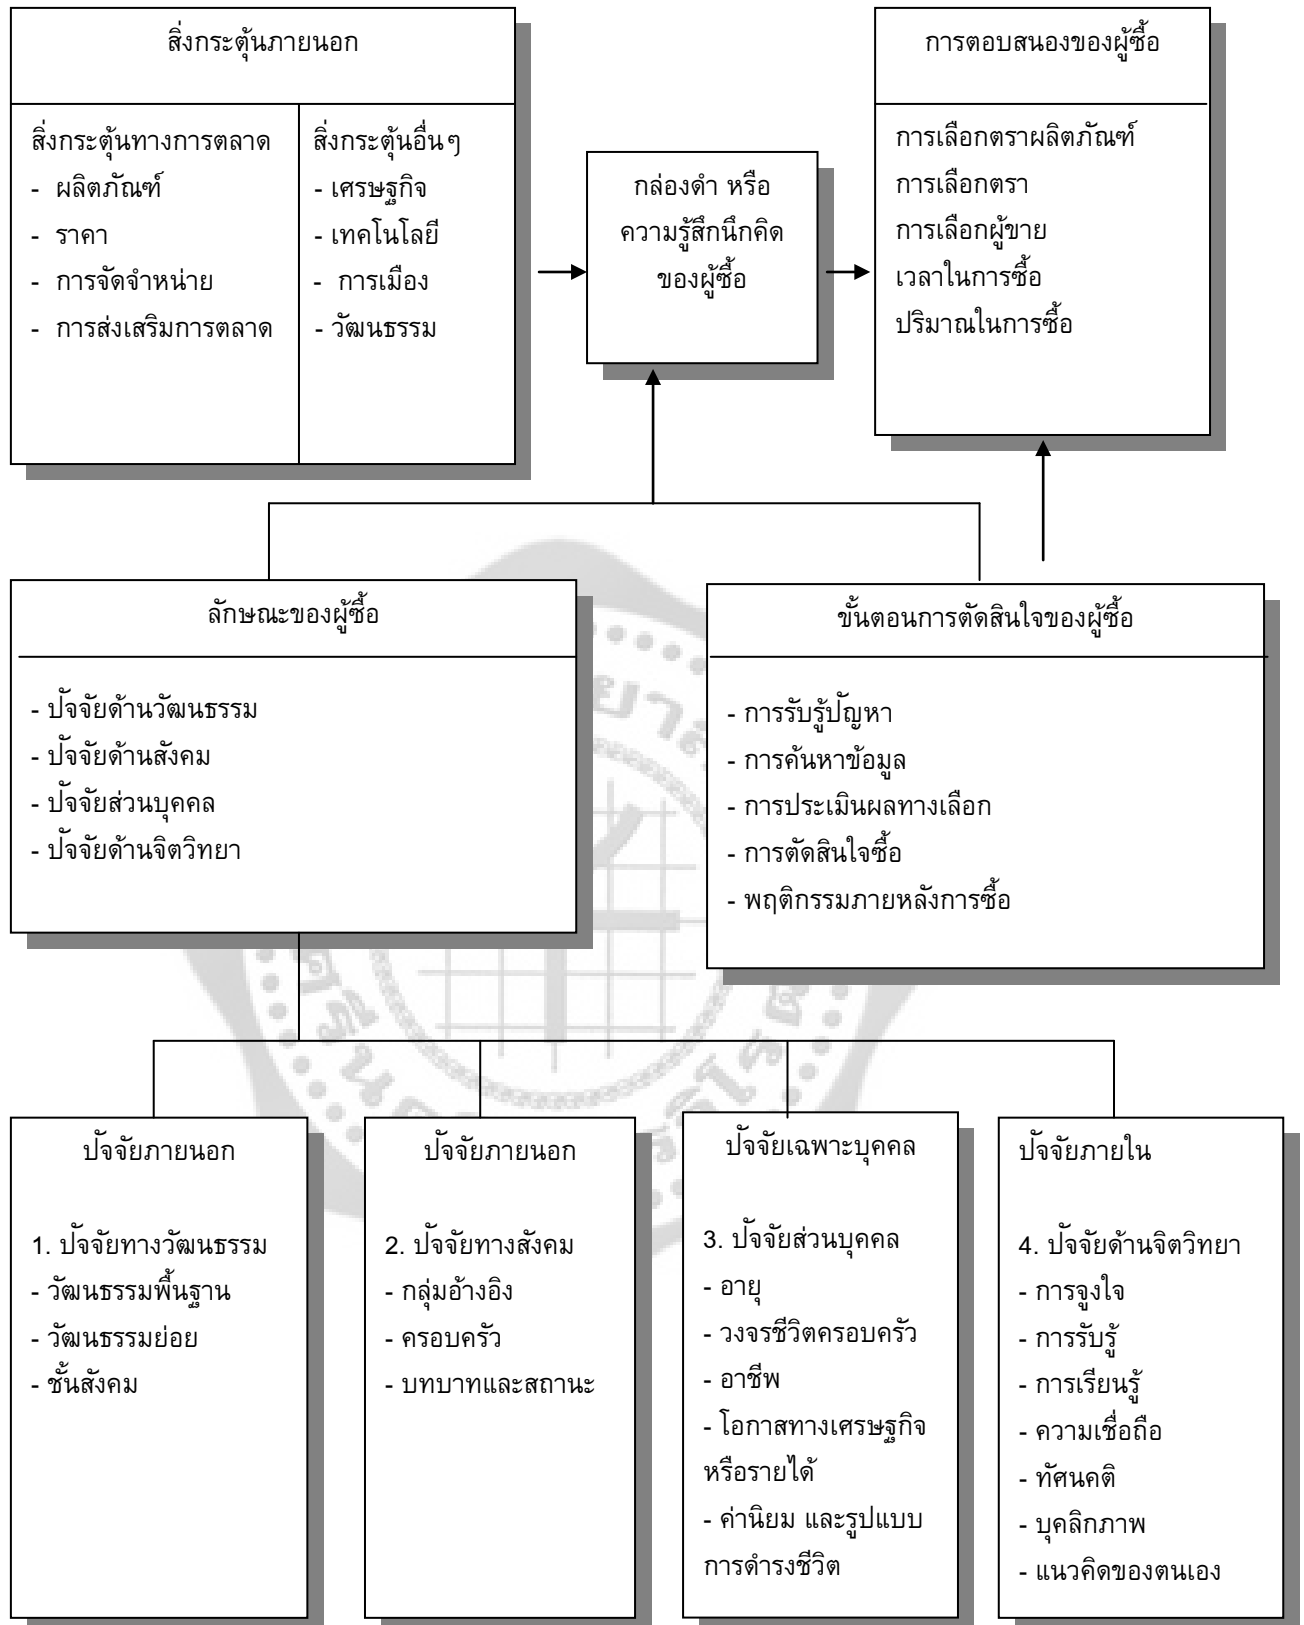 สิ่งกระตุ้นภายนอก
สิ่งกระตุ้นทางการตลาด
- ผลิตภัณฑ์
- ราคา
- การจัดจำหน่าย
- การส่งเสริมการตลาด
สิ่งกระตุ้นอื่นๆ
- เศรษฐกิจ
- เทคโนโลยี
- การเมือง
- วัฒนธรรม
กล่องดำ หรือ
ความรู้สึกนึกคิด
ของผู้ซื้อ
การตอบสนองของผู้ซื้อ
การเลือกตราผลิตภัณฑ์
การเลือกตรา
การเลือกผู้ขาย
เวลาในการซื้อ
ปริมาณในการซื้อ
ลักษณะของผู้ซื้อ
- ปัจจัยด้านวัฒนธรรม
- ปัจจัยด้านสังคม
- ปัจจัยส่วนบุคคล
- ปัจจัยด้านจิตวิทยา
ขั้นตอนการตัดสินใจของผู้ซื้อ
- การรับรู้ปัญหา
- การค้นหาข้อมูล
- การประเมินผลทางเลือก
- การตัดสินใจซื้อ
- พฤติกรรมภายหลังการซื้อ
ปัจจัยภายนอก
1. ปัจจัยทางวัฒนธรรม
- วัฒนธรรมพื้นฐาน
- วัฒนธรรมย่อย
- ชั้นสังคม
ปัจจัยภายนอก
2. ปัจจัยทางสังคม
- กลุ่มอ้างอิง
- ครอบครัว
- บทบาทและสถานะ
ปัจจัยเฉพาะบุคคล
3. ปัจจัยส่วนบุคคล
- อายุ
- วงจรชีวิตครอบครัว
- อาชีพ
- โอกาสทางเศรษฐกิจ
หรือรายได้
- ค่านิยม และรูปแบบ
การดำรงชีวิต
ปัจจัยภายใน
4. ปัจจัยด้านจิตวิทยา
- การจูงใจ
- การรับรู้
- การเรียนรู้
- ความเชื่อถือ
- ทัศนคติ
- บุคลิกภาพ
- แนวคิดของตนเอง